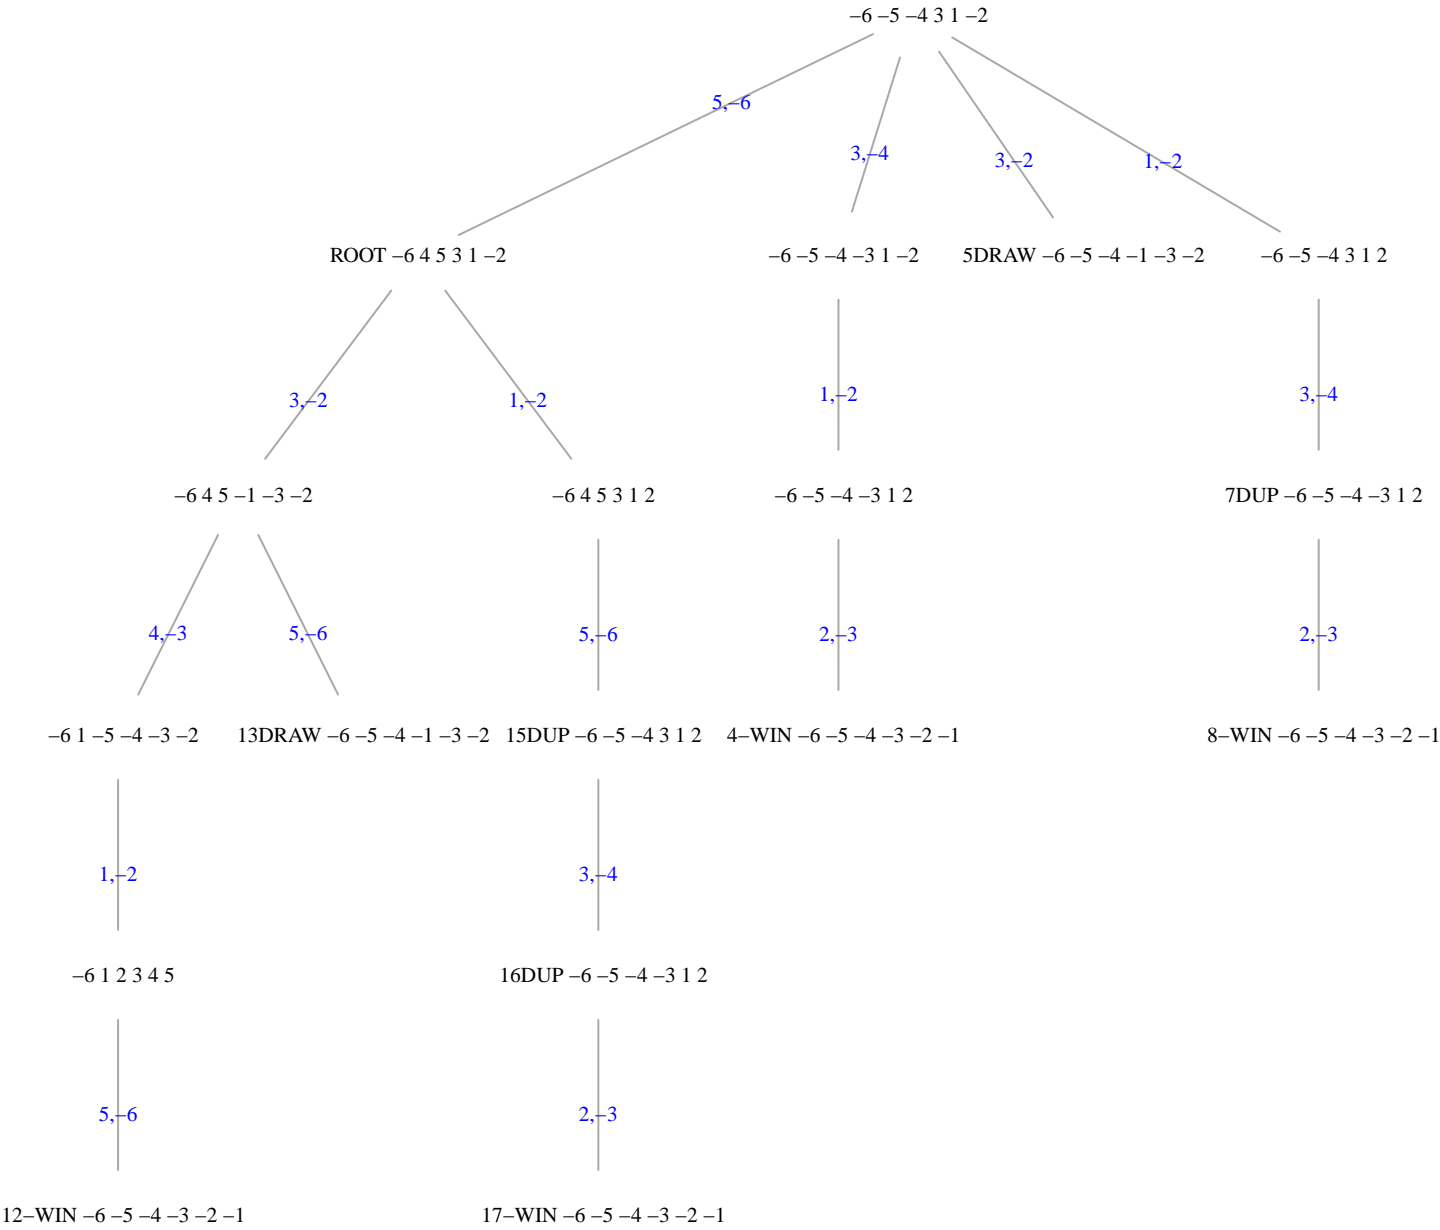 –6 –5 –4 3 1 –2
5,–6
3,–4
3,–2
1,–2
ROOT –6 4 5 3 1 –2
–6 –5 –4 –3 1 –2
5DRAW –6 –5 –4 –1 –3 –2
–6 –5 –4 3 1 2
3,–2
1,–2
1,–2
3,–4
–6 4 5 –1 –3 –2
–6 4 5 3 1 2
–6 –5 –4 –3 1 2
7DUP –6 –5 –4 –3 1 2
4,–3
5,–6
5,–6
2,–3
2,–3
–6 1 –5 –4 –3 –2
13DRAW –6 –5 –4 –1 –3 –2
15DUP –6 –5 –4 3 1 2
4–WIN –6 –5 –4 –3 –2 –1
8–WIN –6 –5 –4 –3 –2 –1
1,–2
3,–4
–6 1 2 3 4 5
16DUP –6 –5 –4 –3 1 2
5,–6
2,–3
12–WIN –6 –5 –4 –3 –2 –1
17–WIN –6 –5 –4 –3 –2 –1